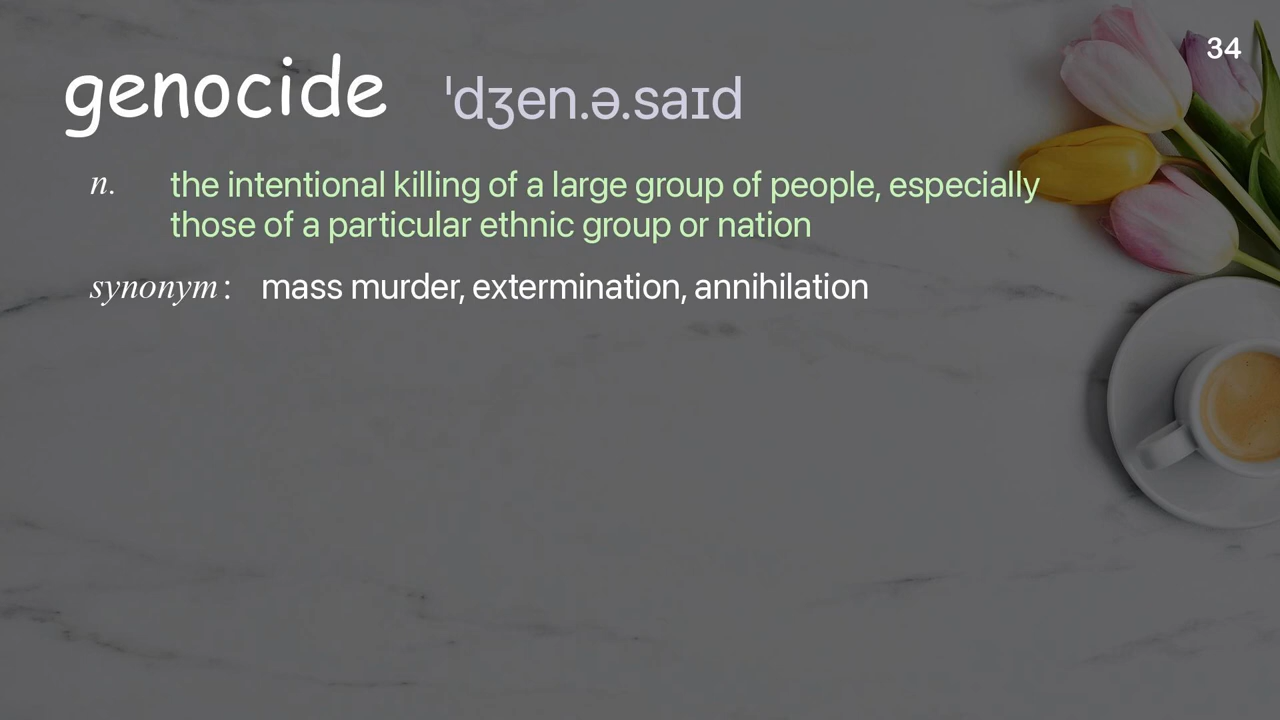 34
genocide ˈdʒen.ə.saɪd
n. the intentional killing of a large group of people, especially
those of a particular ethnic group or nation
synonym: mass murder, extermination, annihilation